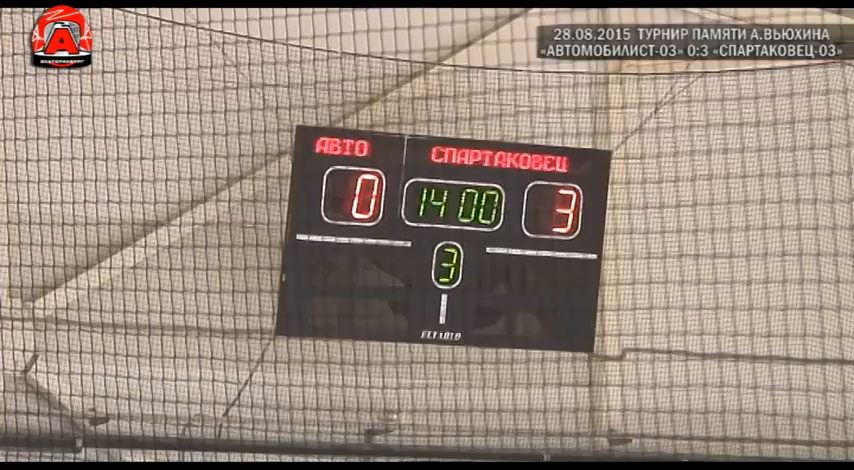 28.08.2015 ТУРНИР ПАМЯТИ А.ВЬЮХИНА
«АВТОМОБИЛИСТ-03» 0:3 «СПАРТАКОВЕЦ-03»
А
ЕКАТЕРИНБУРГ
АВТО СПАРТАКОВЕЦ
0 14 00 3
3